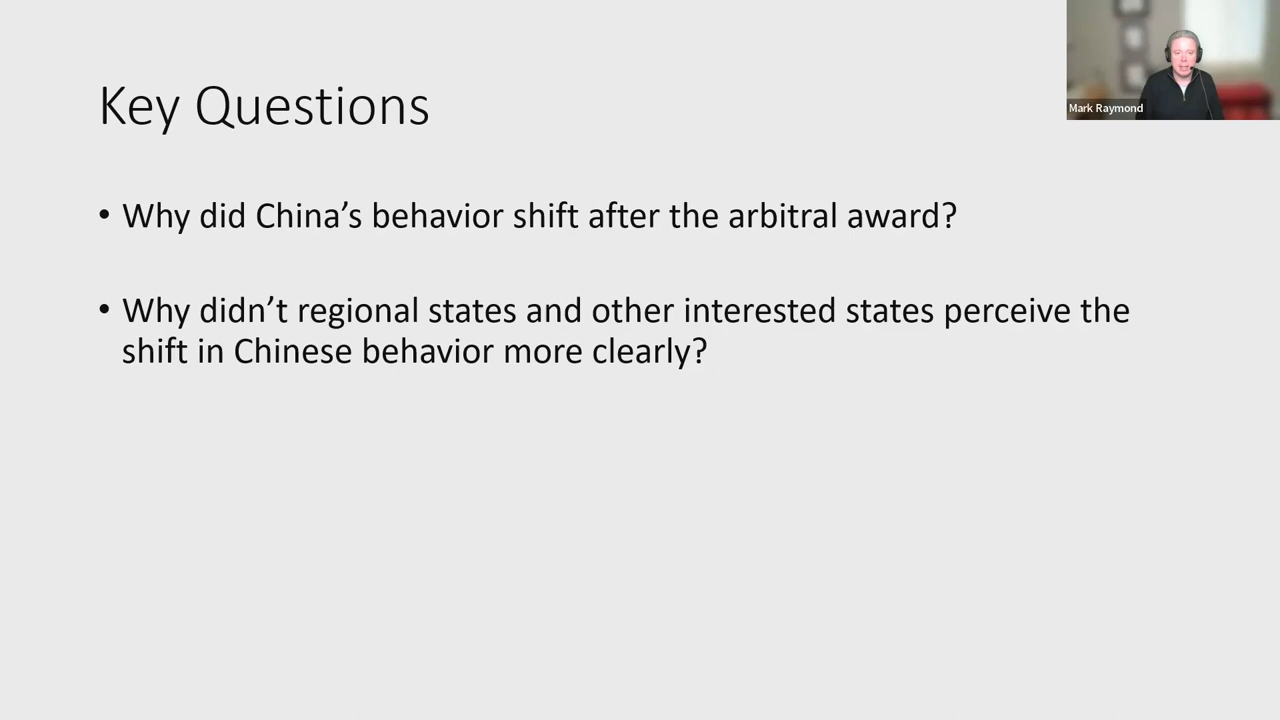 Mark Raymond
Key Questions
• Why did China’s behavior shift after the arbitral award?
• Why didn’t regional states and other interested states perceive the
shift in Chinese behavior more clearly?